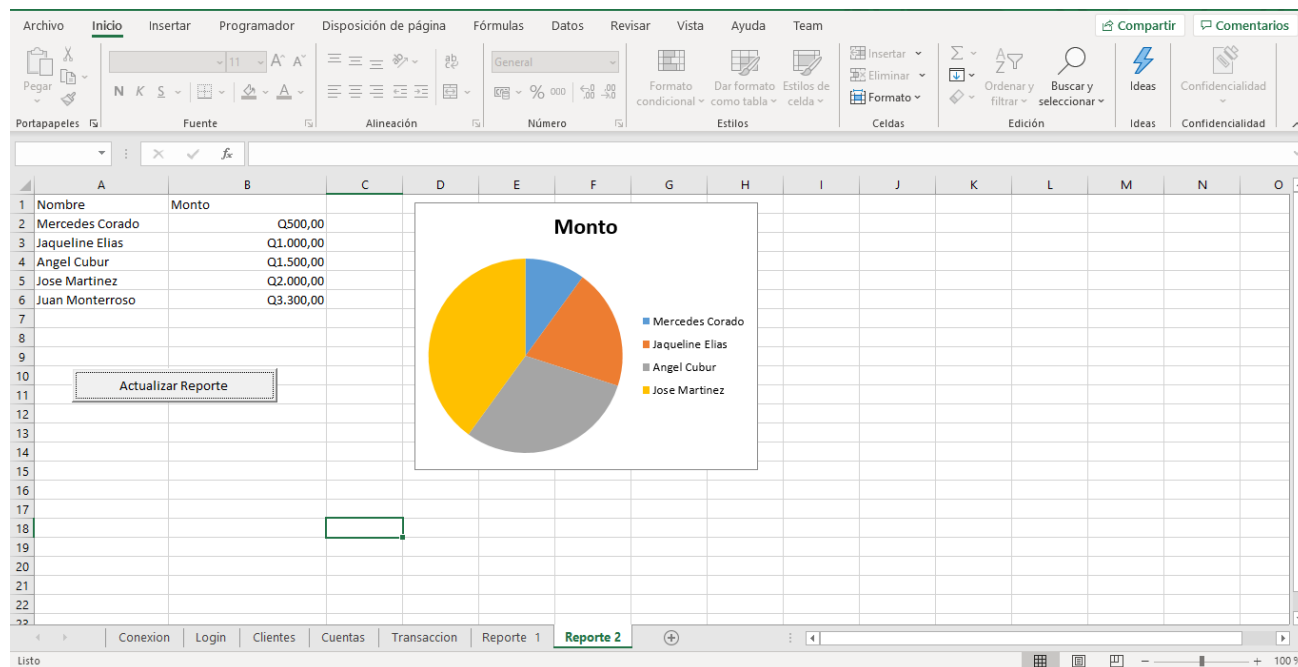 Archivo Inicio Insertar Programador Disposición de página Fórmulas Datos Revisar Vista Ayuda Team Compartir Comentarios
11 A^ A˅ ab General Insertar Σ A Z
Pegar N K S A % 000 Formato condicional Dar formato como tabla Estilos de celda Eliminar Formato Ordenar y filtrar Buscar y seleccionar Ideas Confidencialidad
Portapapeles Fuente Alineación Número Estilos Celdas Edición Ideas Confidencialidad
fx
A B C D E F G H I J K L M N O
1 Nombre Monto
2 Mercedes Corado Q500,00
3 Jaqueline Elias Q1.000,00
4 Angel Cubur Q1.500,00
5 Jose Martinez Q2.000,00
6 Juan Monterroso Q3.300,00
7
8
9
10
11
12
13
14
15
16
17
18
19
20
21
22
23
Actualizar Reporte
Monto
Mercedes Corado
Jaqueline Elias
Angel Cubur
Jose Martinez
Conexion Login Clientes Cuentas Transaccion Reporte 1 Reporte 2
Listo 100 %